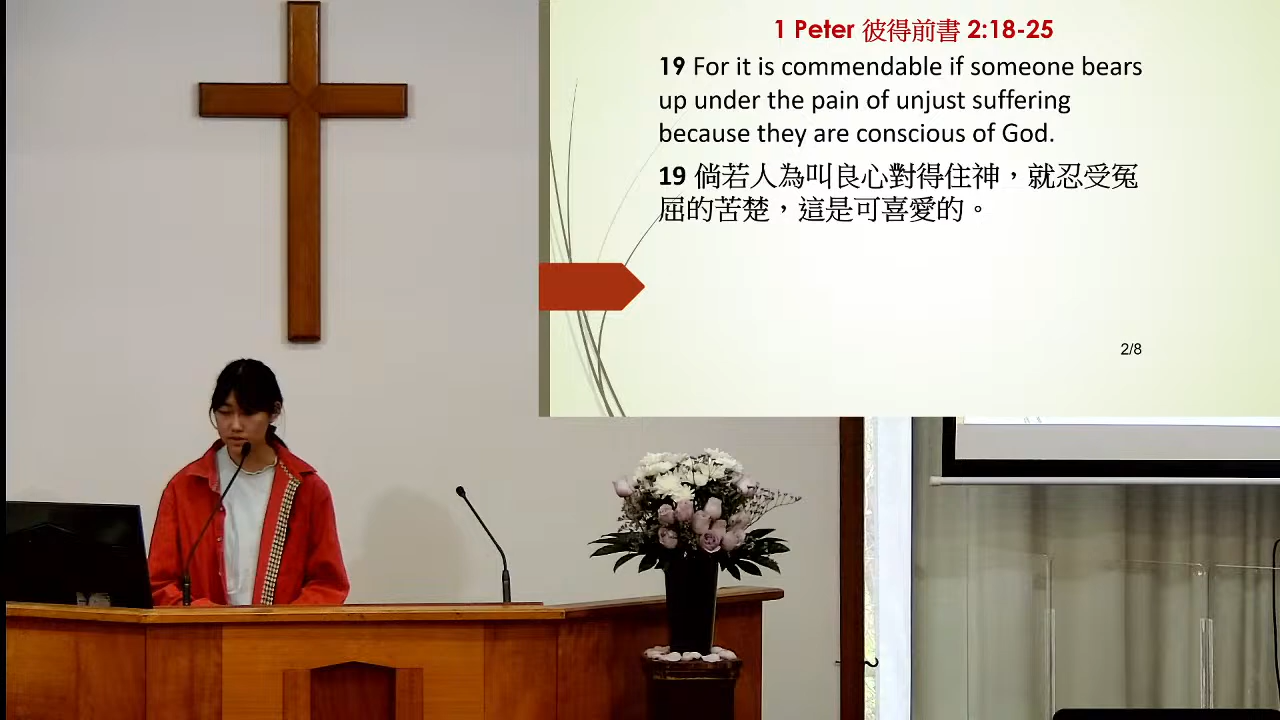 1 Peter 彼得前書 2:18-25
19 For it is commendable if someone bears
up under the pain of unjust suffering
because they are conscious of God.
19 倘若人為叫良心對得住神，就忍受冤
屈的苦楚，這是可喜愛的。
2/8